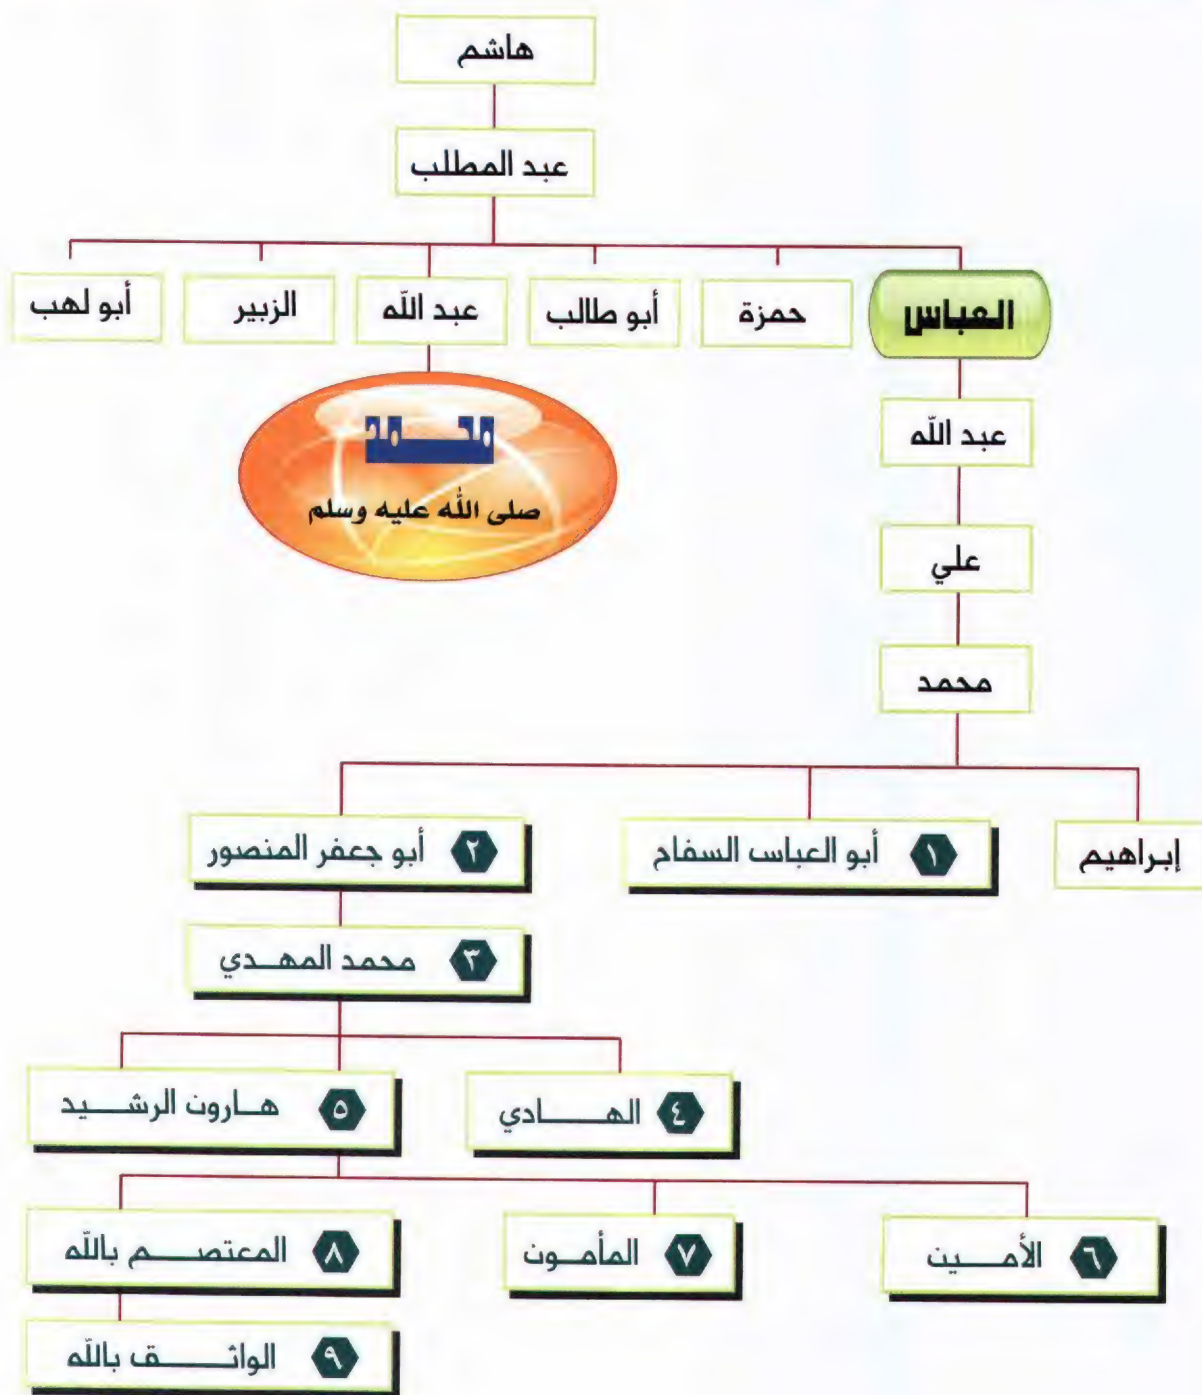 هاشم
عبد المطلب
العباس
حمزة
أبو طالب
عبد الله
الزبير
أبو لهب
محمد
صلى الله عليه وسلم
عبد الله
علي
محمد
إبراهيم
١ أبو العباس السفاح
٢ أبو جعفر المنصور
٣ محمد المهدي
٤ الهادي
٥ هارون الرشيد
٦ الأمين
٧ المأمون
٨ المعتصم بالله
٩ الواثق بالله